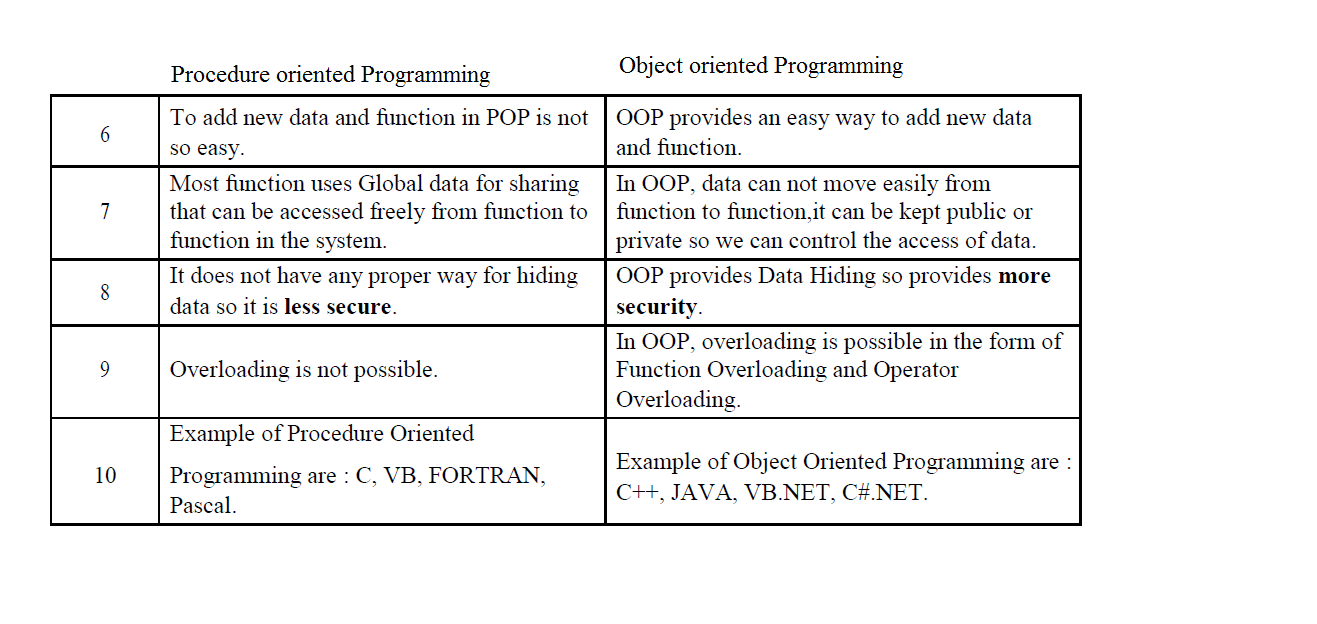 Procedure oriented Programming
Object oriented Programming
6
To add new data and function in POP is not
so easy.
OOP provides an easy way to add new data
and function.
7
Most function uses Global data for sharing
that can be accessed freely from function to
function in the system.
In OOP, data can not move easily from
function to function,it can be kept public or
private so we can control the access of data.
8
It does not have any proper way for hiding
data so it is less secure.
OOP provides Data Hiding so provides more
security.
9
Overloading is not possible.
In OOP, overloading is possible in the form of
Function Overloading and Operator
Overloading.
10
Example of Procedure Oriented
Programming are : C, VB, FORTRAN,
Pascal.
Example of Object Oriented Programming are :
C++, JAVA, VB.NET, C#.NET.